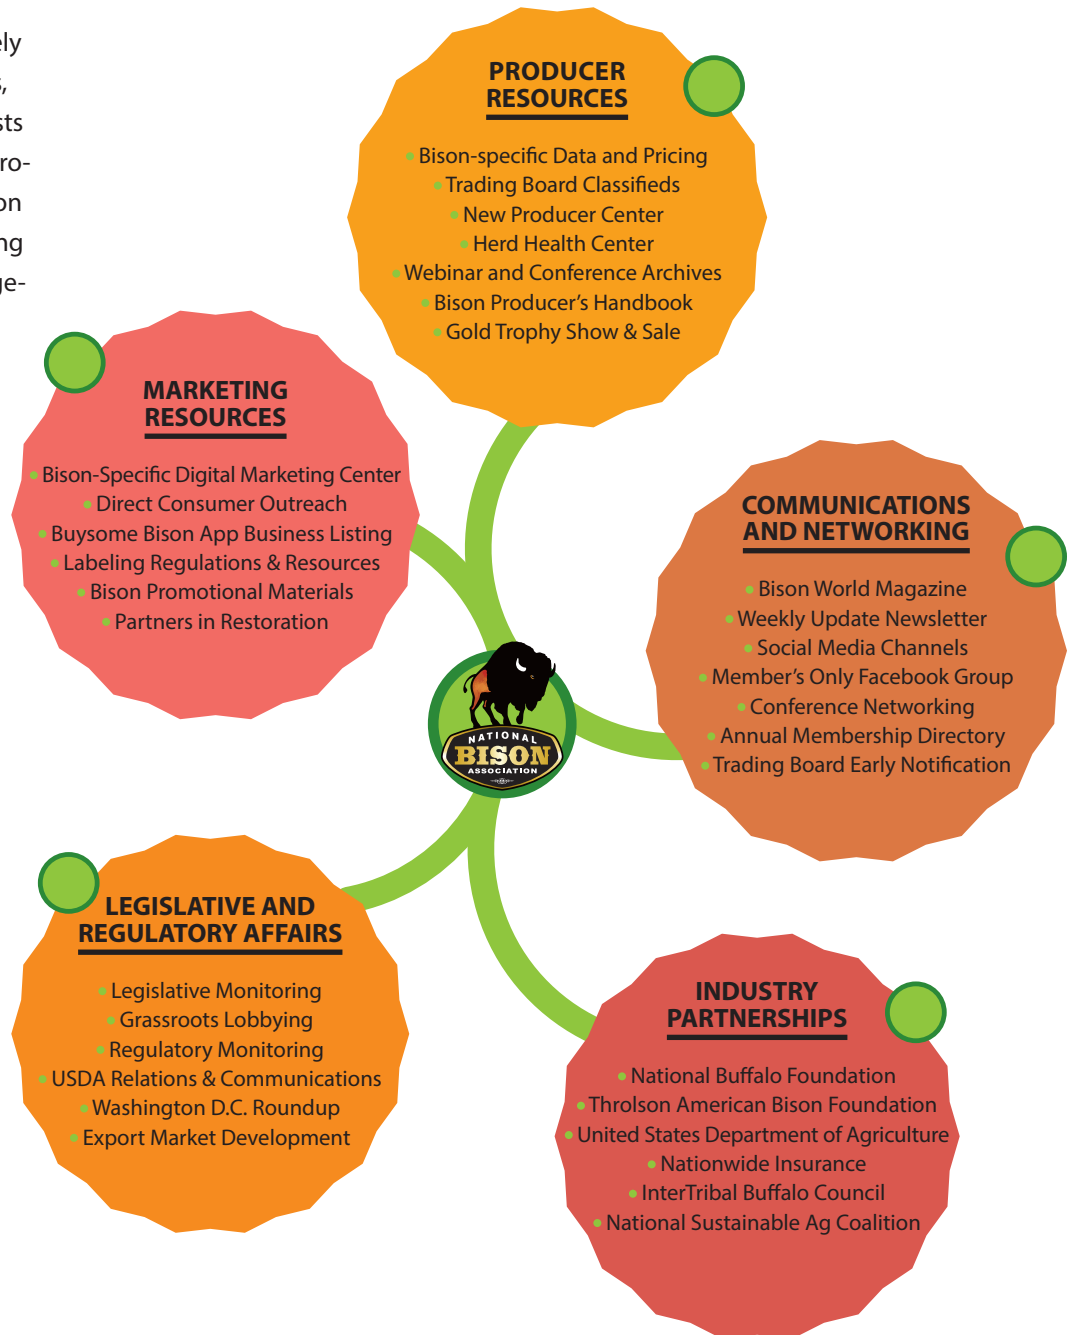 ely
s,
sts
ro-
on
ng
ge-
PRODUCER
RESOURCES
• Bison-specific Data and Pricing
• Trading Board Classifieds
• New Producer Center
• Herd Health Center
• Webinar and Conference Archives
• Bison Producer’s Handbook
• Gold Trophy Show & Sale
MARKETING
RESOURCES
• Bison-Specific Digital Marketing Center
• Direct Consumer Outreach
• Buysome Bison App Business Listing
• Labeling Regulations & Resources
• Bison Promotional Materials
• Partners in Restoration
COMMUNICATIONS
AND NETWORKING
• Bison World Magazine
• Weekly Update Newsletter
• Social Media Channels
• Member’s Only Facebook Group
• Conference Networking
• Annual Membership Directory
• Trading Board Early Notification
NATIONAL
BISON
ASSOCIATION
LEGISLATIVE AND
REGULATORY AFFAIRS
• Legislative Monitoring
• Grassroots Lobbying
• Regulatory Monitoring
• USDA Relations & Communications
• Washington D.C. Roundup
• Export Market Development
INDUSTRY
PARTNERSHIPS
• National Buffalo Foundation
• Throlson American Bison Foundation
• United States Department of Agriculture
• Nationwide Insurance
• InterTribal Buffalo Council
• National Sustainable Ag Coalition